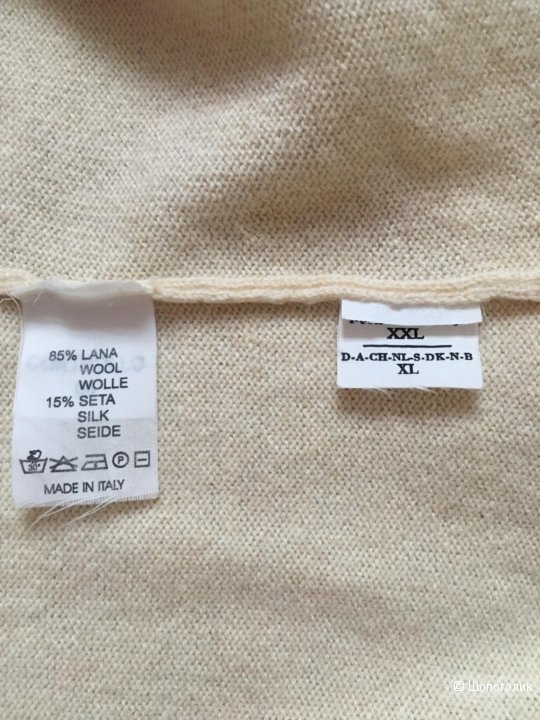 85% LANA
WOOL
WOLLE
15% SETA
SILK
SEIDE
30°
P
MADE IN ITALY
XXL
D-A-CH-NL-S-DK-N-B
XL
© Шопоголик